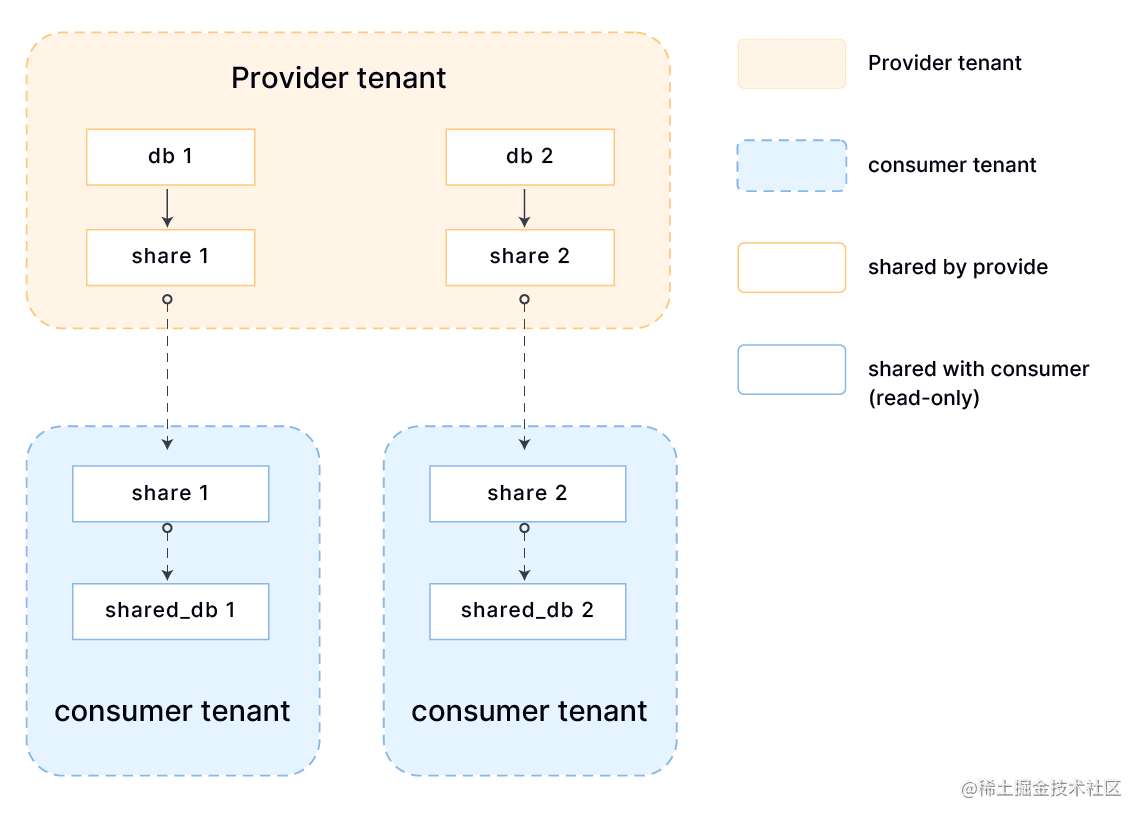 Provider tenant
db 1
db 2
share 1
share 2
share 1
share 2
shared_db 1
shared_db 2
consumer tenant
consumer tenant
Provider tenant
consumer tenant
shared by provide
shared with consumer
(read-only)
@稀土掘金技术社区